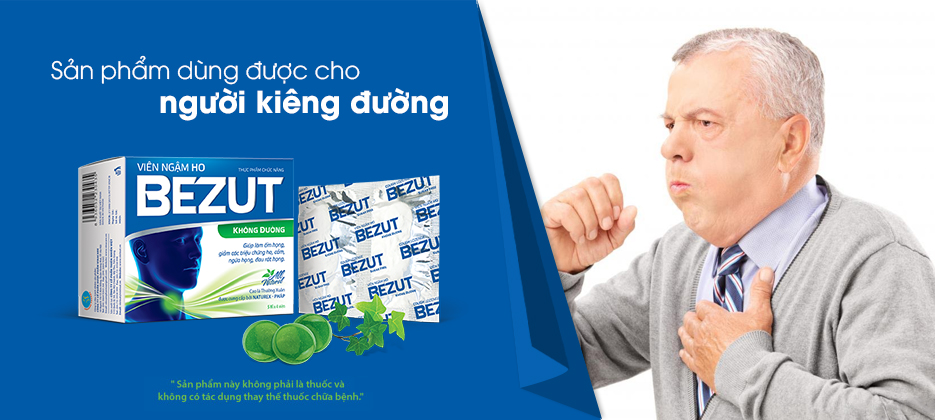 Sản phẩm dùng được cho
người kiêng đường
VIÊN NGẬM HO
THỰC PHẨM CHỨC NĂNG
BEZUT
KHÔNG ĐƯỜNG
Giúp làm ấm họng,
giảm các triệu chứng ho, cảm,
ngứa họng, đau rát họng.
All
Natural
Cao lá Thường Xuân
được cung cấp bởi NATUREX - PHÁP
BEZUT
BEZUT
BEZUT
BEZUT
BEZUT
" Sản phẩm này không phải là thuốc và
không có tác dụng thay thế thuốc chữa bệnh."